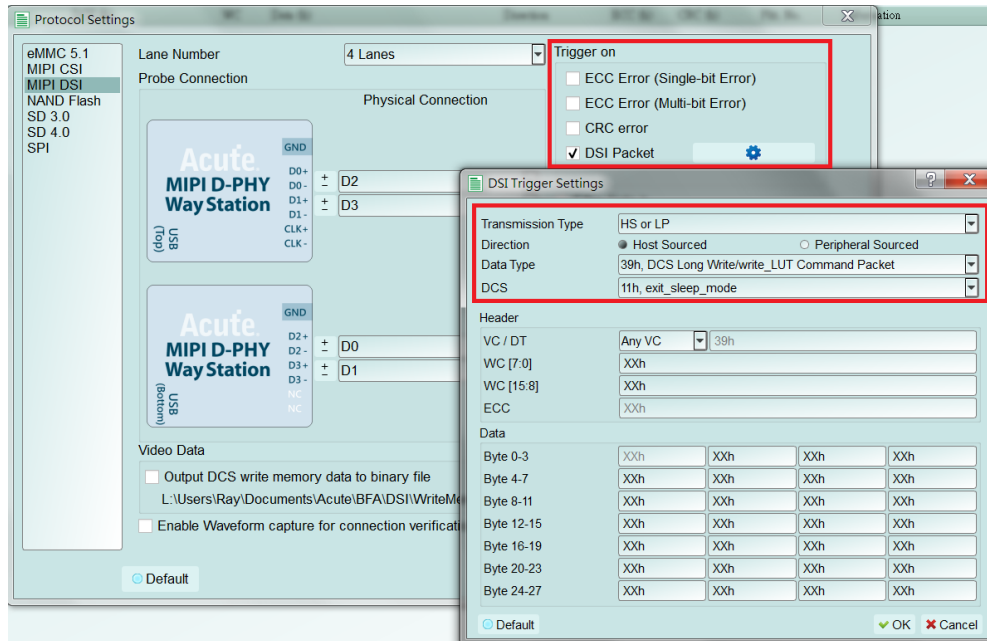 Protocol Settings
eMMC 5.1
MIPI CSI
MIPI DSI
NAND Flash
SD 3.0
SD 4.0
SPI
Lane Number 4 Lanes
Probe Connection
Physical Connection
Acute
MIPI D-PHY
Way Station
USB
(Top)
GND
D0+
D0-
D1+
D1-
CLK+
CLK-
± D2
± D3
Acute
MIPI D-PHY
Way Station
USB
(Bottom)
GND
D2+
D2-
D3+
D3-
NC
NC
± D0
± D1
Video Data
Output DCS write memory data to binary file
L:\Users\Ray\Documents\Acute\BFA\DSI\WriteMe
Enable Waveform capture for connection verificati
Default
Trigger on
ECC Error (Single-bit Error)
ECC Error (Multi-bit Error)
CRC error
DSI Packet
DSI Trigger Settings
Transmission Type HS or LP
Direction Host Sourced Peripheral Sourced
Data Type 39h, DCS Long Write/write_LUT Command Packet
DCS 11h, exit_sleep_mode
Header
VC / DT Any VC 39h
WC [7:0] XXh
WC [15:8] XXh
ECC XXh
Data
Byte 0-3 XXh XXh XXh XXh
Byte 4-7 XXh XXh XXh XXh
Byte 8-11 XXh XXh XXh XXh
Byte 12-15 XXh XXh XXh XXh
Byte 16-19 XXh XXh XXh XXh
Byte 20-23 XXh XXh XXh XXh
Byte 24-27 XXh XXh XXh XXh
Default OK Cancel